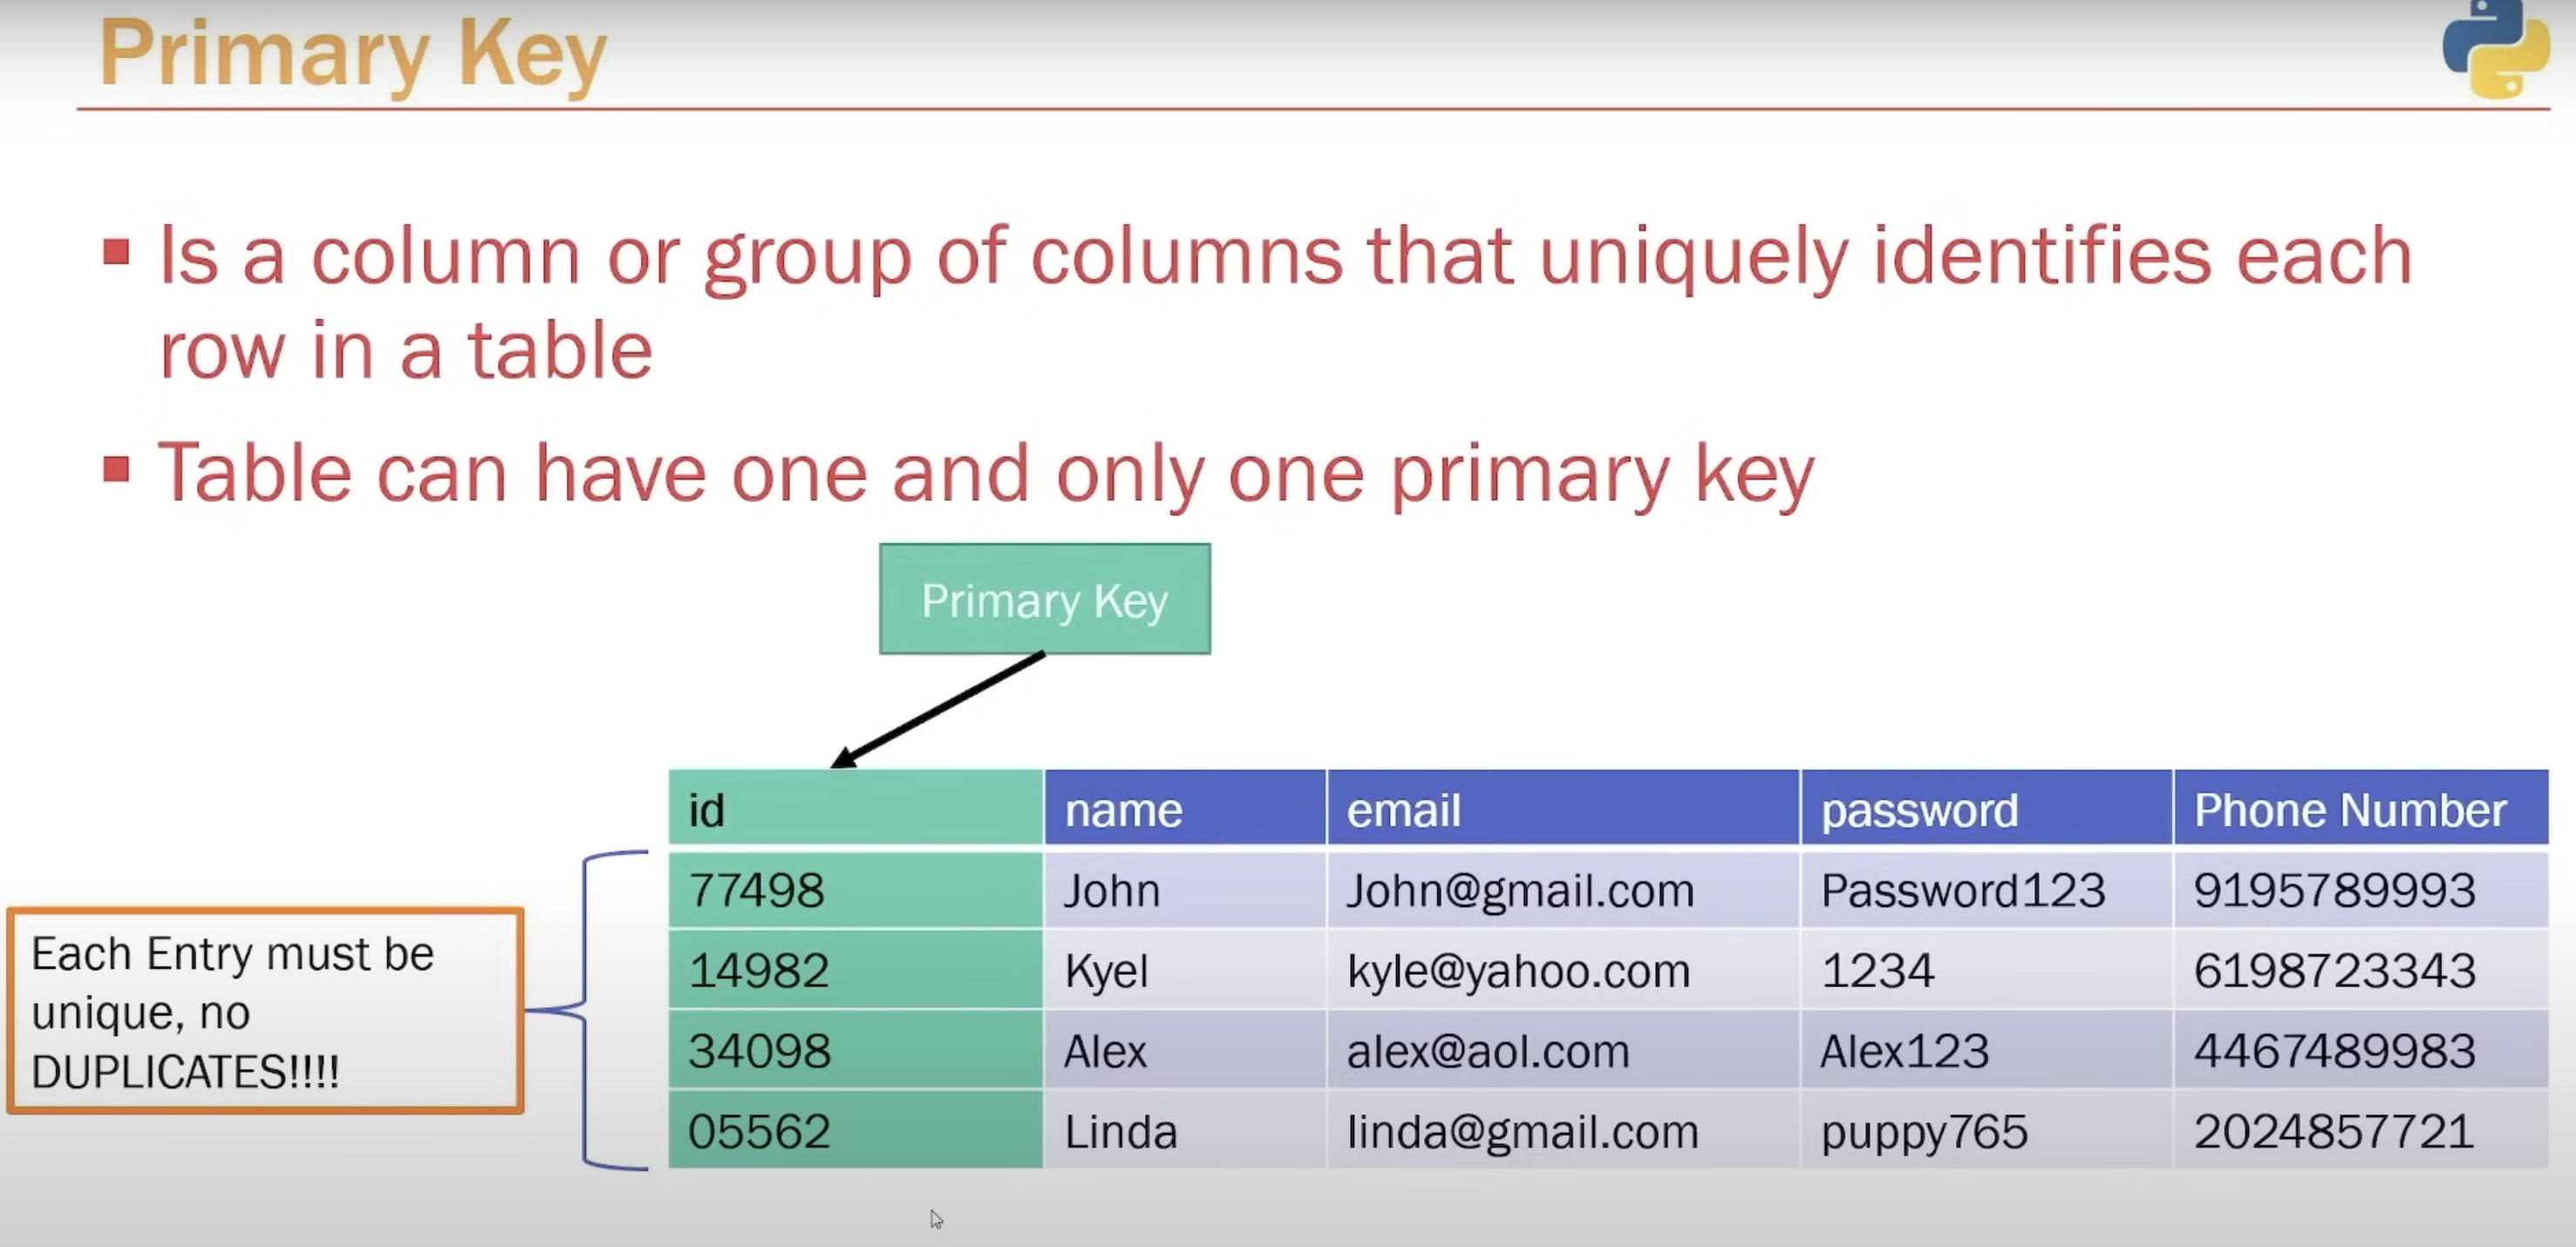 Primary Key
Is a column or group of columns that uniquely identifies each
row in a table
Table can have one and only one primary key
Primary Key
id name email password Phone Number
77498 John John@gmail.com Password123 9195789993
14982 Kyel kyle@yahoo.com 1234 6198723343
34098 Alex alex@aol.com Alex123 4467489983
05562 Linda linda@gmail.com puppy765 2024857721
Each Entry must be
unique, no
DUPLICATES!!!!